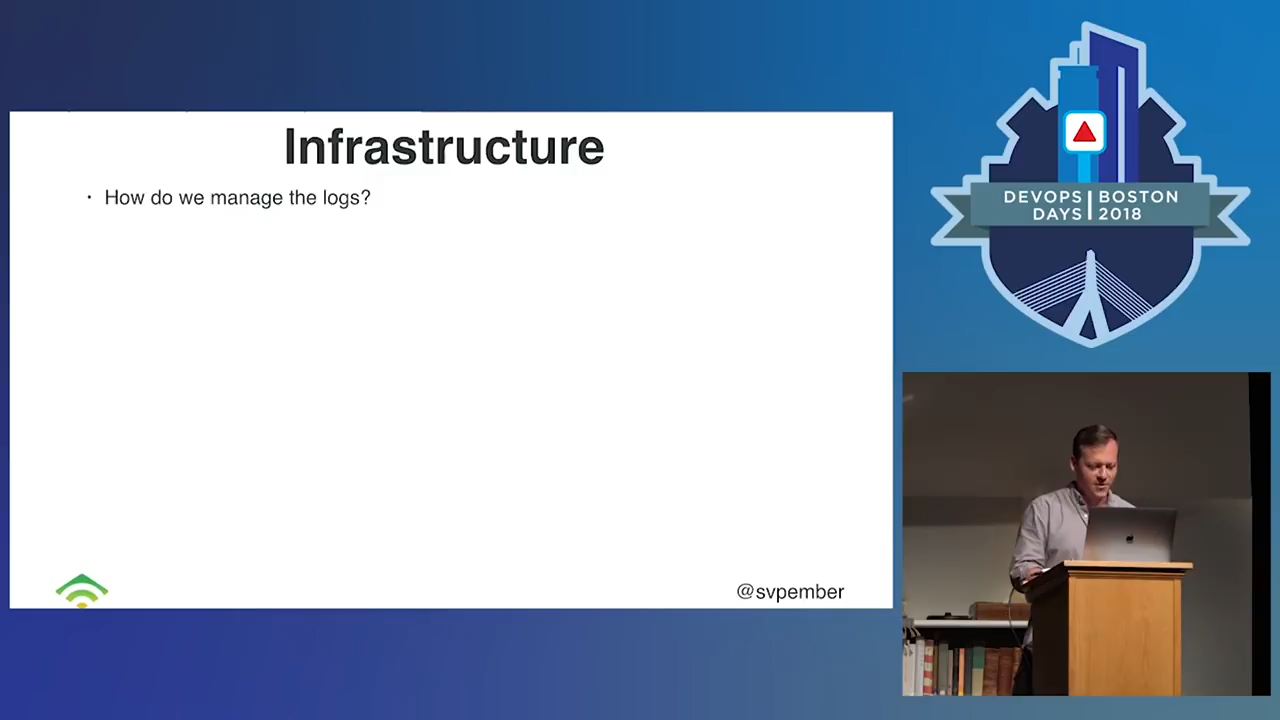 Infrastructure
· How do we manage the logs?
@svpember
DEVOPS DAYS
BOSTON 2018